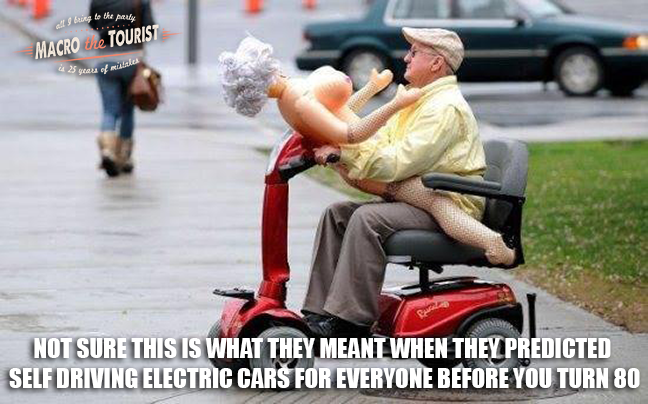 all I bring to the party
MACRO the TOURIST
is 25 years of mistakes
NOT SURE THIS IS WHAT THEY MEANT WHEN THEY PREDICTED
SELF DRIVING ELECTRIC CARS FOR EVERYONE BEFORE YOU TURN 80